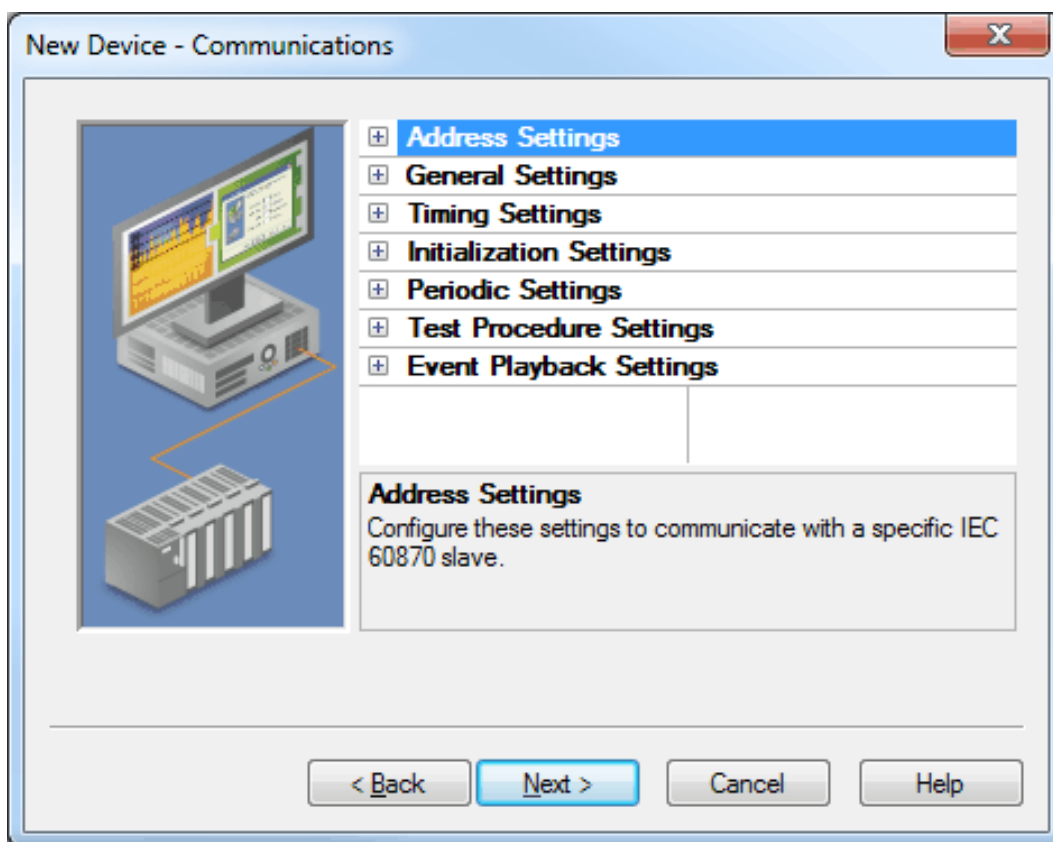 New Device - Communications
Address Settings
General Settings
Timing Settings
Initialization Settings
Periodic Settings
Test Procedure Settings
Event Playback Settings
Address Settings
Configure these settings to communicate with a specific IEC
60870 slave.
< Back
Next >
Cancel
Help